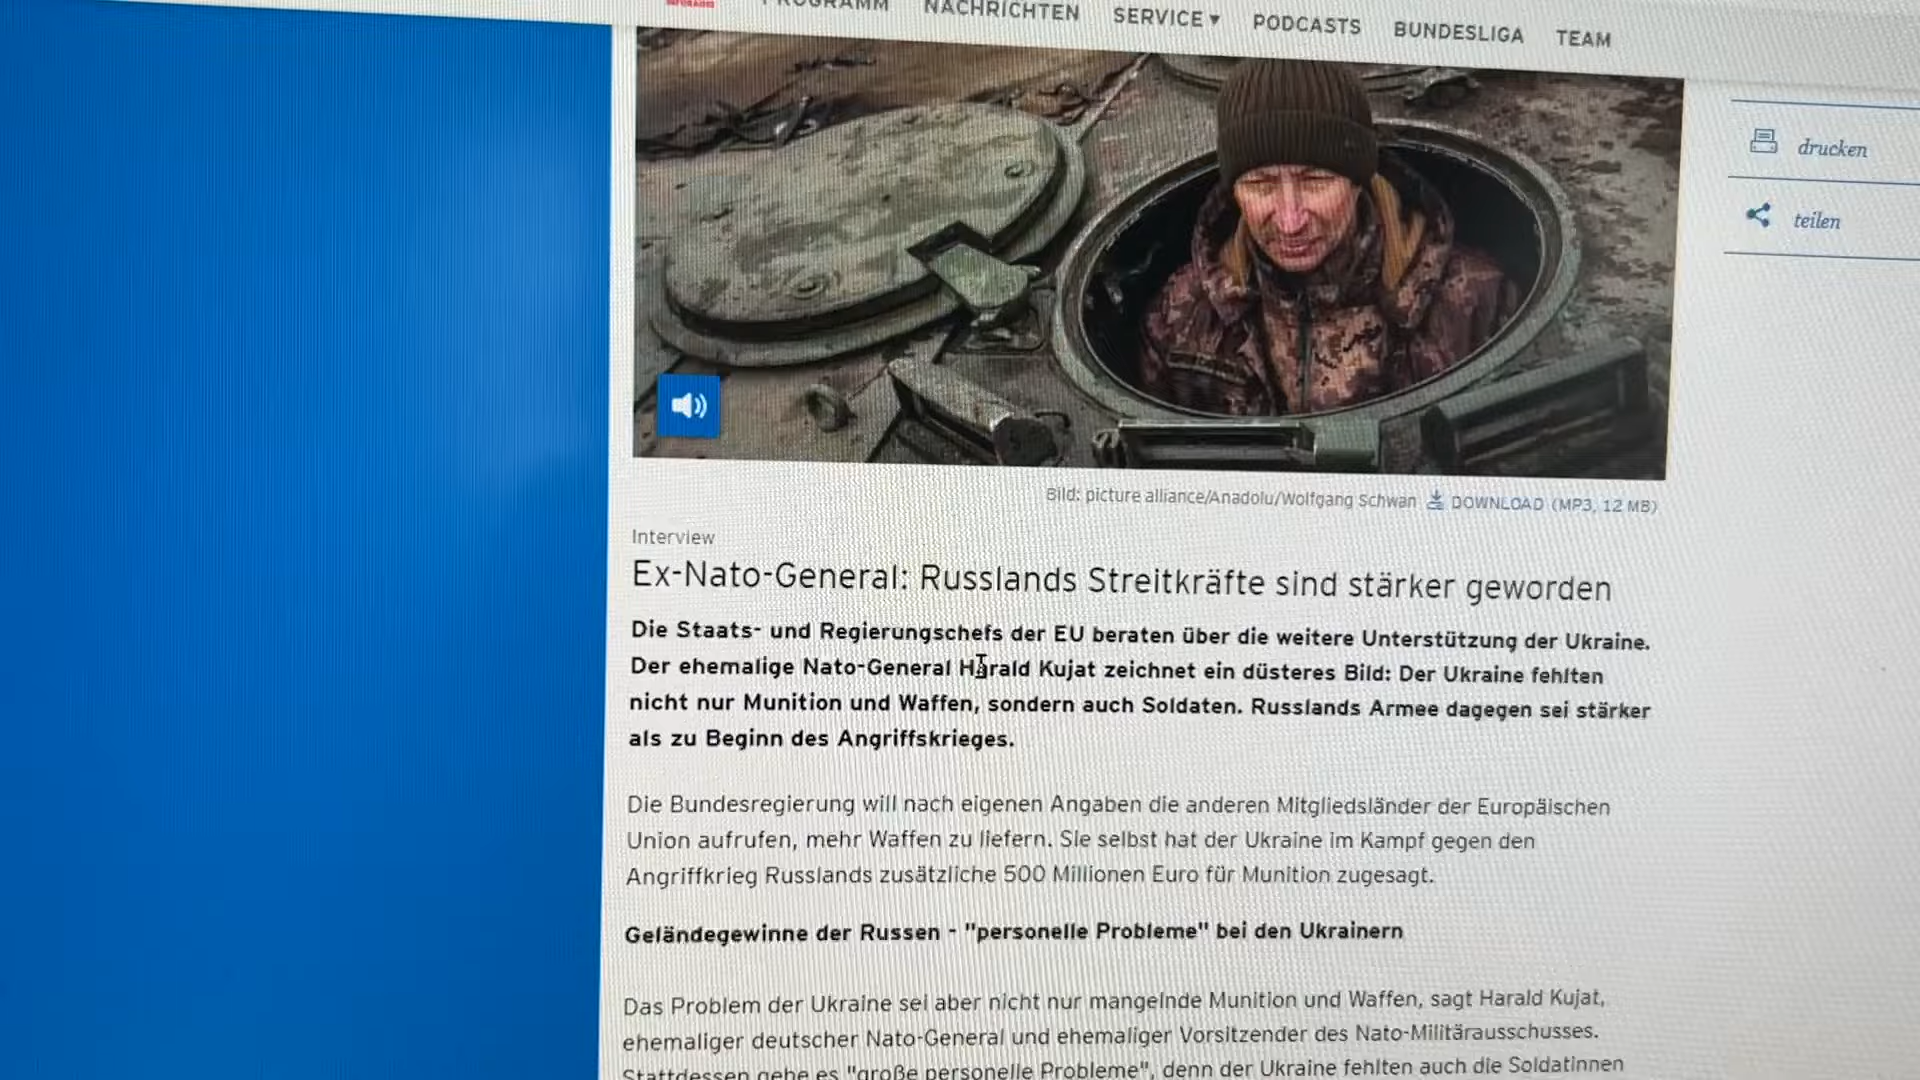 PROGRAMM NACHRICHTEN SERVICE ▾ PODCASTS BUNDESLIGA TEAM
drucken
teilen
Bild: picture alliance/Anadolu/Wolfgang Schwan DOWNLOAD (MP3, 12 MB)
Interview
Ex-Nato-General: Russlands Streitkräfte sind stärker geworden
Die Staats- und Regierungschefs der EU beraten über die weitere Unterstützung der Ukraine.
Der ehemalige Nato-General Harald Kujat zeichnet ein düsteres Bild: Der Ukraine fehlten
nicht nur Munition und Waffen, sondern auch Soldaten. Russlands Armee dagegen sei stärker
als zu Beginn des Angriffskrieges.
Die Bundesregierung will nach eigenen Angaben die anderen Mitgliedsländer der Europäischen
Union aufrufen, mehr Waffen zu liefern. Sie selbst hat der Ukraine im Kampf gegen den
Angriffkrieg Russlands zusätzliche 500 Millionen Euro für Munition zugesagt.
Geländegewinne der Russen - "personelle Probleme" bei den Ukrainern
Das Problem der Ukraine sei aber nicht nur mangelnde Munition und Waffen, sagt Harald Kujat,
ehemaliger deutscher Nato-General und ehemaliger Vorsitzender des Nato-Militärausschusses.
Stattdessen gehe es "große personelle Probleme", denn der Ukraine fehlten auch die Soldatinnen